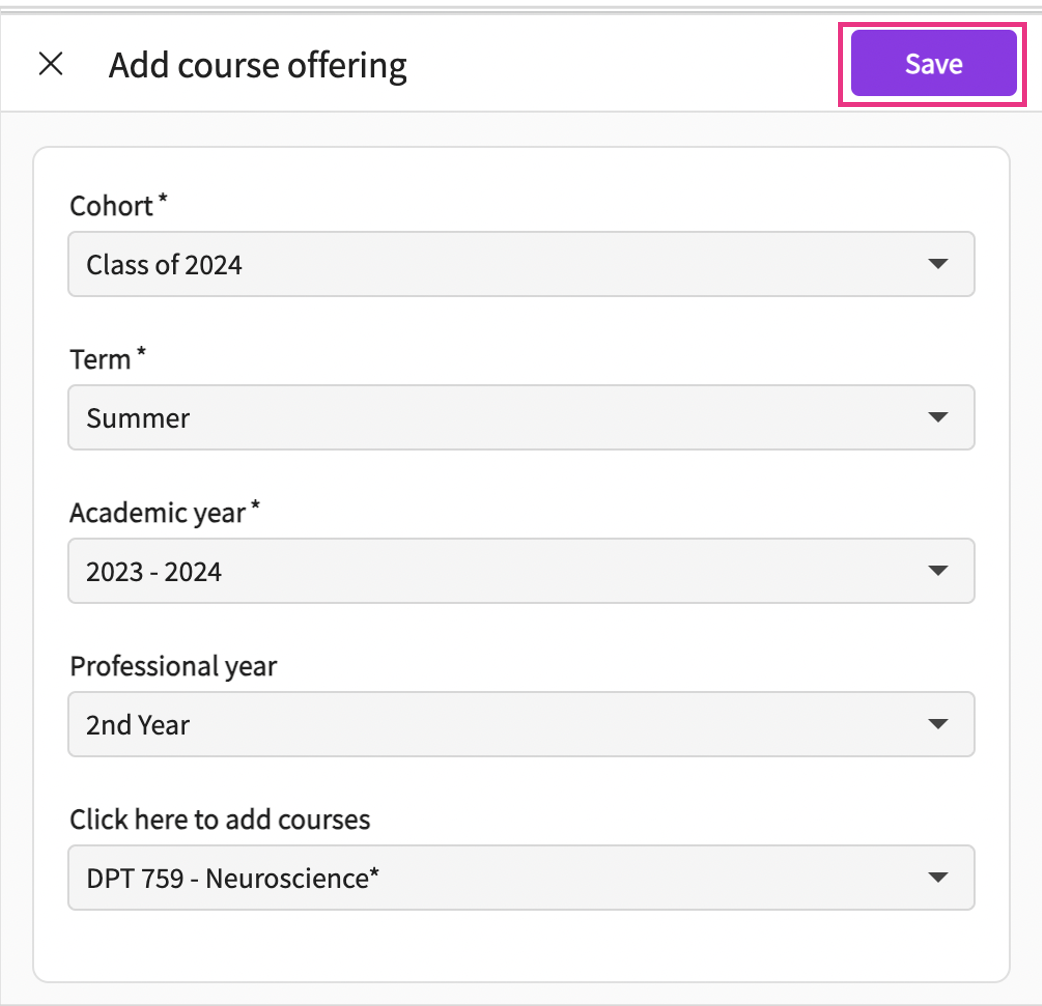 Add course offering
Save
Cohort *
Class of 2024
Term *
Summer
Academic year *
2023 - 2024
Professional year
2nd Year
Click here to add courses
DPT 759 - Neuroscience*